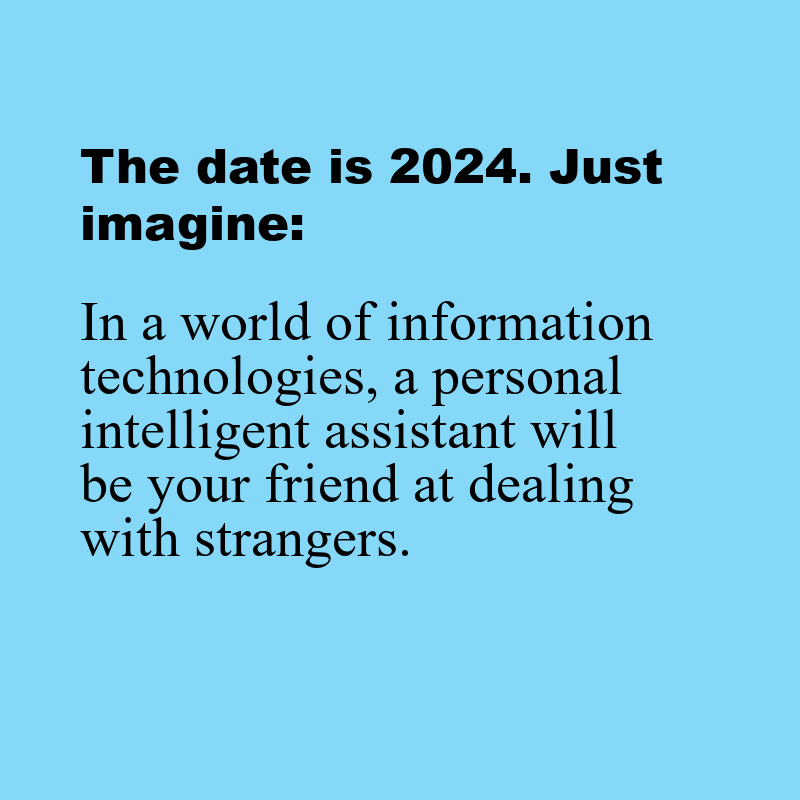 The date is 2024. Just
imagine:
In a world of information
technologies, a personal
intelligent assistant will
be your friend at dealing
with strangers.